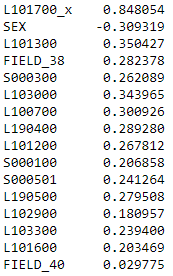 L101700_x 0.848054
SEX -0.309319
L101300 0.350427
FIELD_38 0.282378
S000300 0.262089
L103000 0.343965
L100700 0.300926
L190400 0.289280
L101200 0.267812
S000100 0.206858
S000501 0.241264
L190500 0.279508
L102900 0.180957
L103300 0.239400
L101600 0.203469
FIELD_40 0.029775